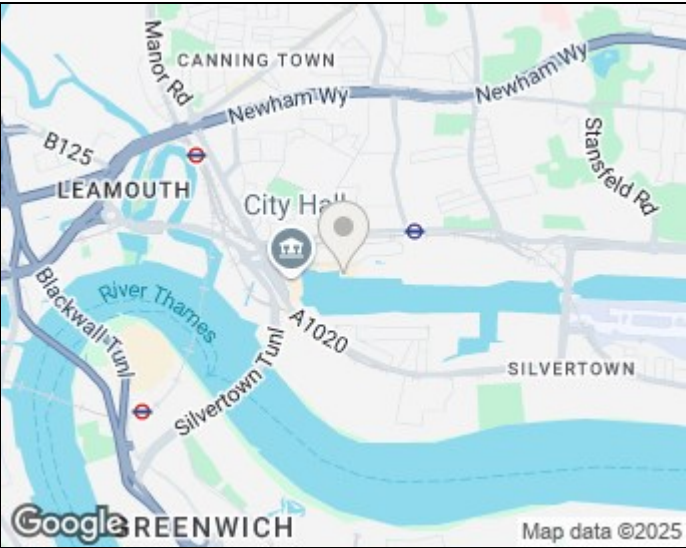 Manor Rd
CANNING TOWN
Newham Wy
Newham Wy
B125
Stansfeld Rd
LEAMOUTH
City Hall
River Thames
Blackwall Tunl
A1020
Silvertown Tunl
SILVERTOWN
Google
GREENWICH
Map data ©2025